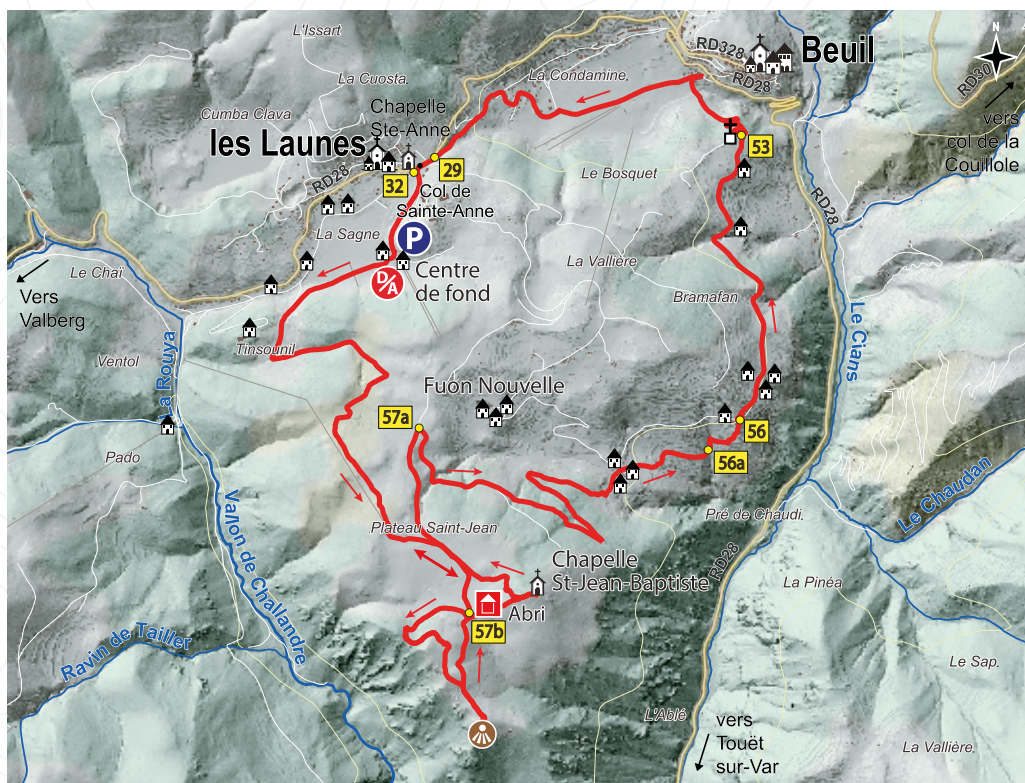 L'Issart
RD328
Beuil
N
RD28
RD30
La Cuosta
La Condamine
vers
col de la
Couillole
Cumba Clava
Chapelle
Ste-Anne
les Launes
53
29
32
RD28
Col de
Sainte-Anne
Le Bosquet
RD28
La Sagne
P
Le Chaï
D/A
Centre
de fond
La Vallière
Vers
Valberg
Bramafan
Le Cians
Ventol
La Rouya
Tinsounil
Fuon Nouvelle
57a
56
56a
Pado
Le Chaudan
Vallon de Challandre
Plateau Saint-Jean
Pré de Chaudi
Chapelle
St-Jean-Baptiste
RD28
La Pinéa
Abri
57b
Ravin de Tailler
Le Sap
L'Ablé
vers
Touët
sur-Var
La Vallière